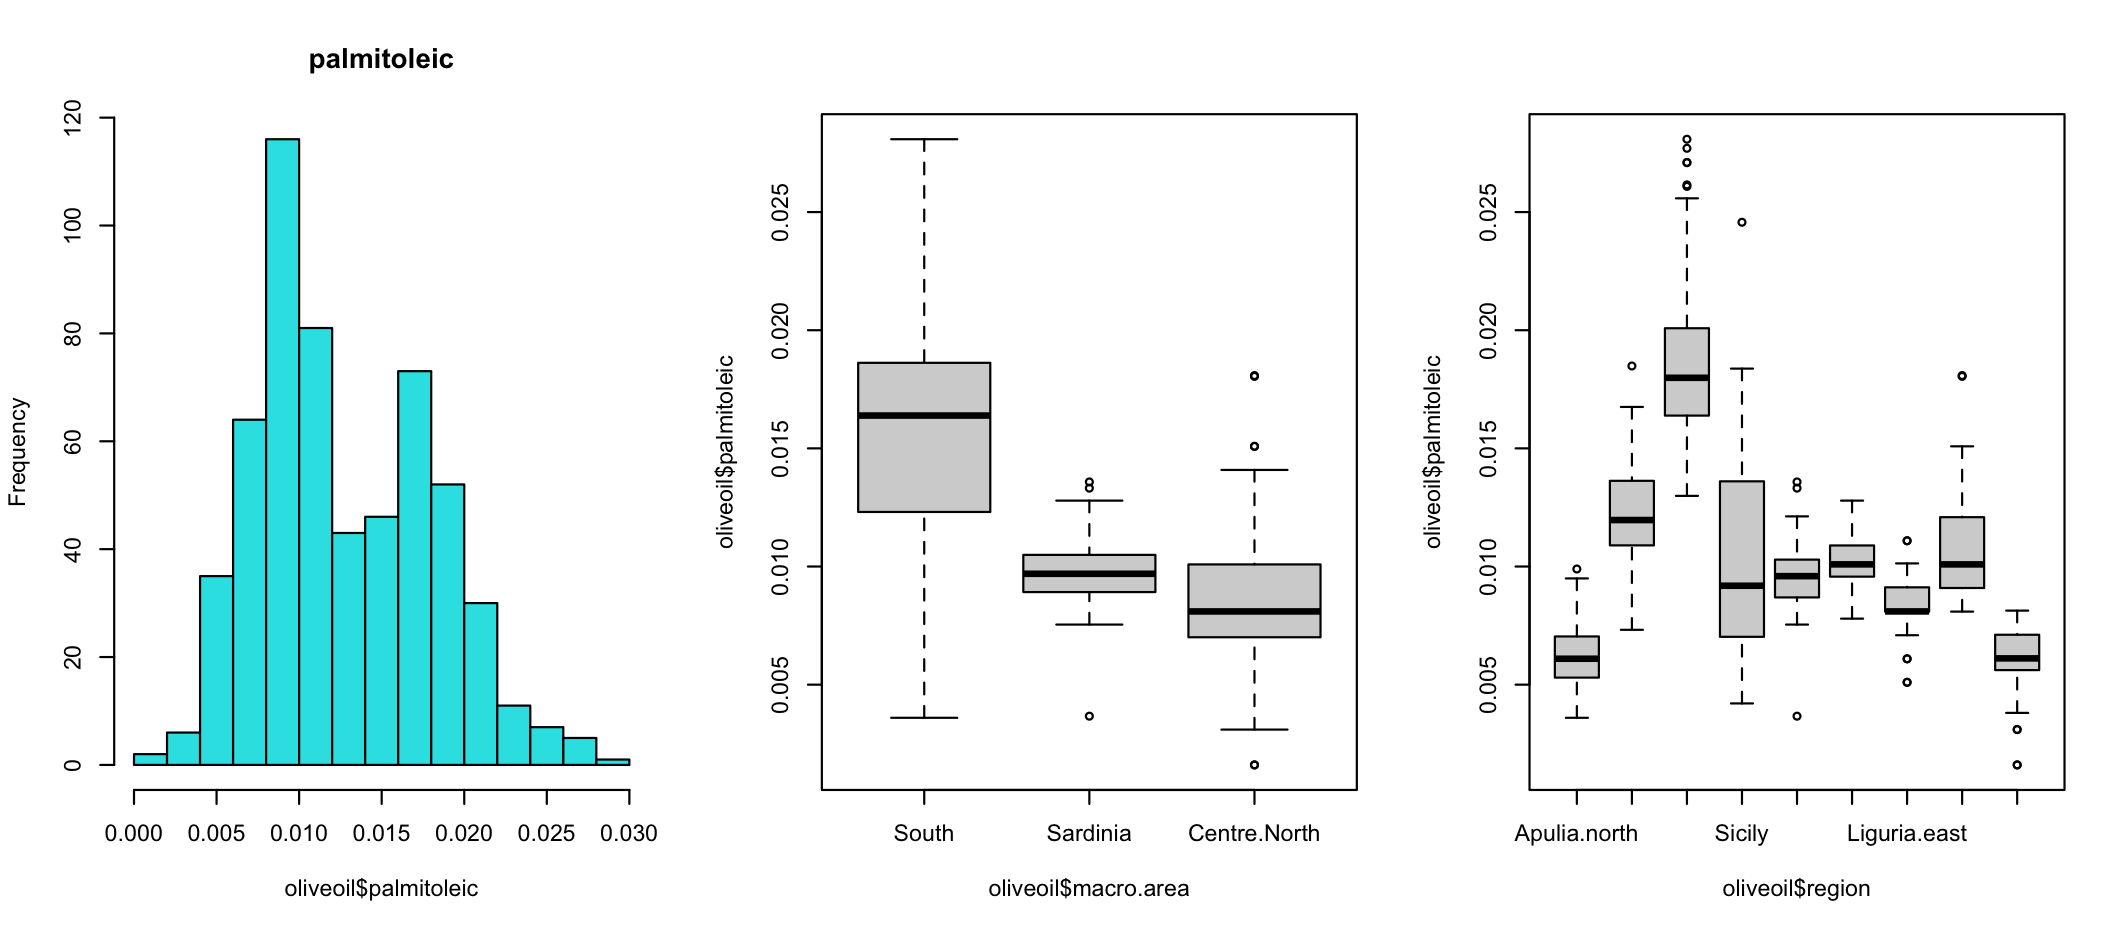 palmitoleic
Frequency
0 20 40 60 80 100 120
0.000 0.005 0.010 0.015 0.020 0.025 0.030
oliveoil$palmitoleic
oliveoil$palmitoleic
0.005 0.010 0.015 0.020 0.025
South Sardinia Centre.North
oliveoil$macro.area
oliveoil$palmitoleic
0.005 0.010 0.015 0.020 0.025
Apulia.north Sicily Liguria.east
oliveoil$region